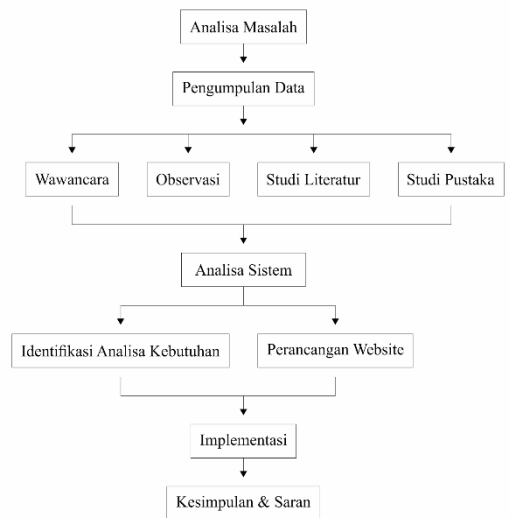 Analisa Masalah
Pengumpulan Data
Wawancara
Observasi
Studi Literatur
Studi Pustaka
Analisa Sistem
Identifikasi Analisa Kebutuhan
Perancangan Website
Implementasi
Kesimpulan & Saran